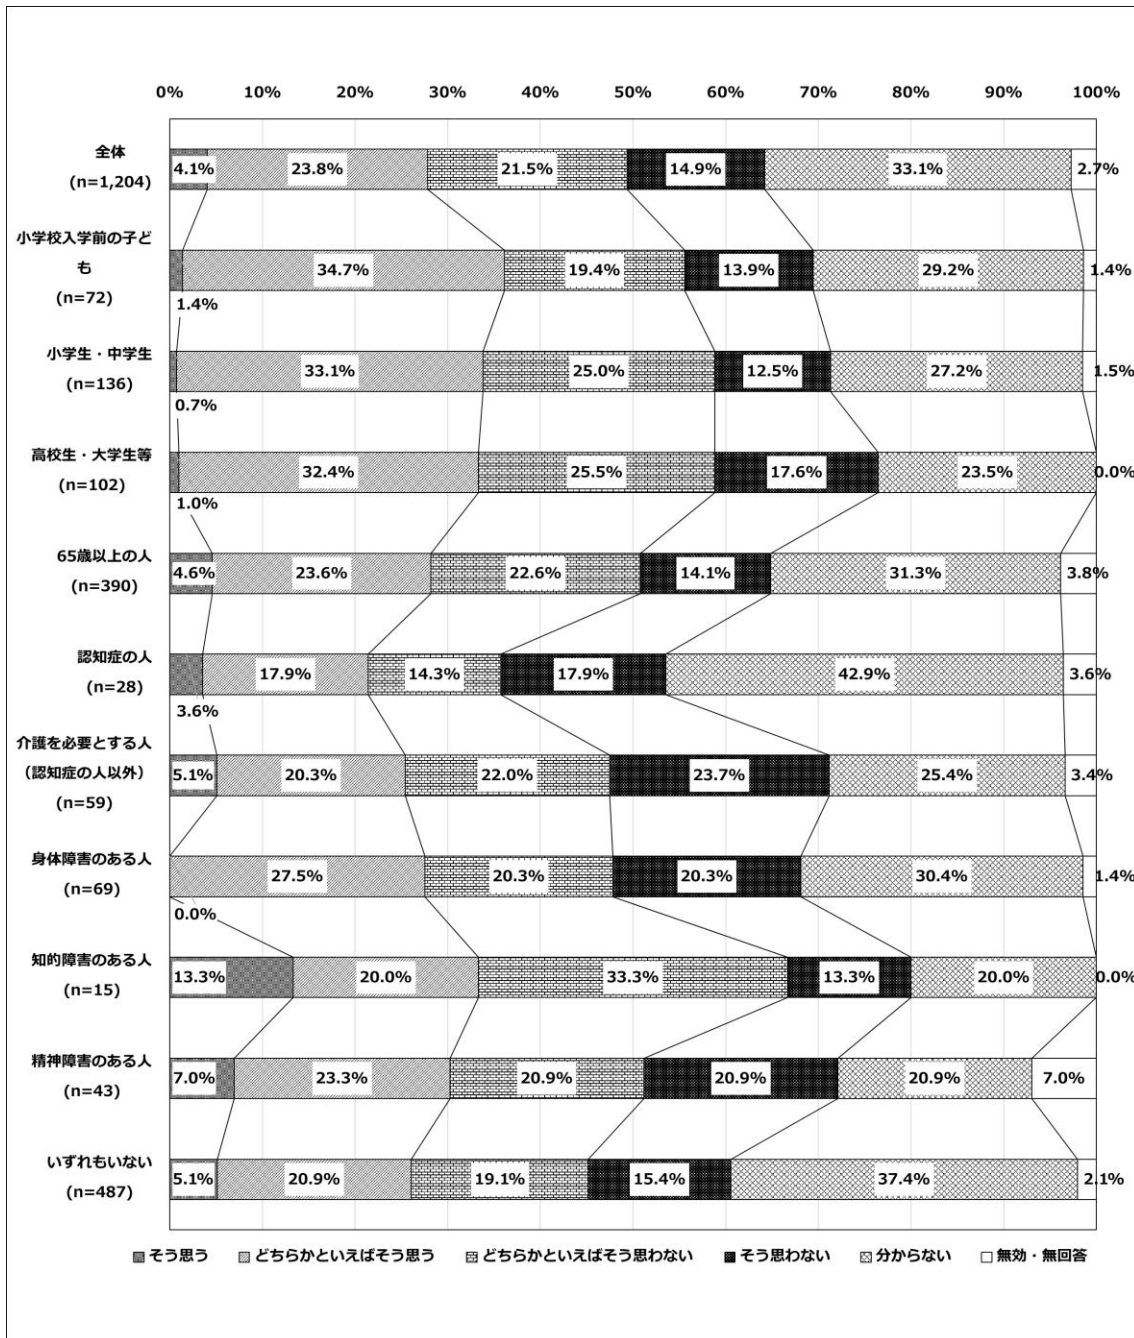 0% 10% 20% 30% 40% 50% 60% 70% 80% 90% 100%
全体
(n=1,204)
4.1% 23.8% 21.5% 14.9% 33.1% 2.7%
小学校入学前の子ど
も
(n=72)
34.7% 19.4% 13.9% 29.2% 1.4%
1.4%
小学生・中学生
(n=136)
33.1% 25.0% 12.5% 27.2% 1.5%
0.7%
高校生・大学生等
(n=102)
32.4% 25.5% 17.6% 23.5% 0.0%
1.0%
65歳以上の人
(n=390)
4.6% 23.6% 22.6% 14.1% 31.3% 3.8%
認知症の人
(n=28)
17.9% 14.3% 17.9% 42.9% 3.6%
3.6%
介護を必要とする人
（認知症の人以外）
(n=59)
5.1% 20.3% 22.0% 23.7% 25.4% 3.4%
身体障害のある人
(n=69)
27.5% 20.3% 20.3% 30.4% 1.4%
0.0%
知的障害のある人
(n=15)
13.3% 20.0% 33.3% 13.3% 20.0% 0.0%
精神障害のある人
(n=43)
7.0% 23.3% 20.9% 20.9% 20.9% 7.0%
いずれもいない
(n=487)
5.1% 20.9% 19.1% 15.4% 37.4% 2.1%
そう思う どちらかといえばそう思う どちらかといえばそう思わない そう思わない 分からない 無効・無回答